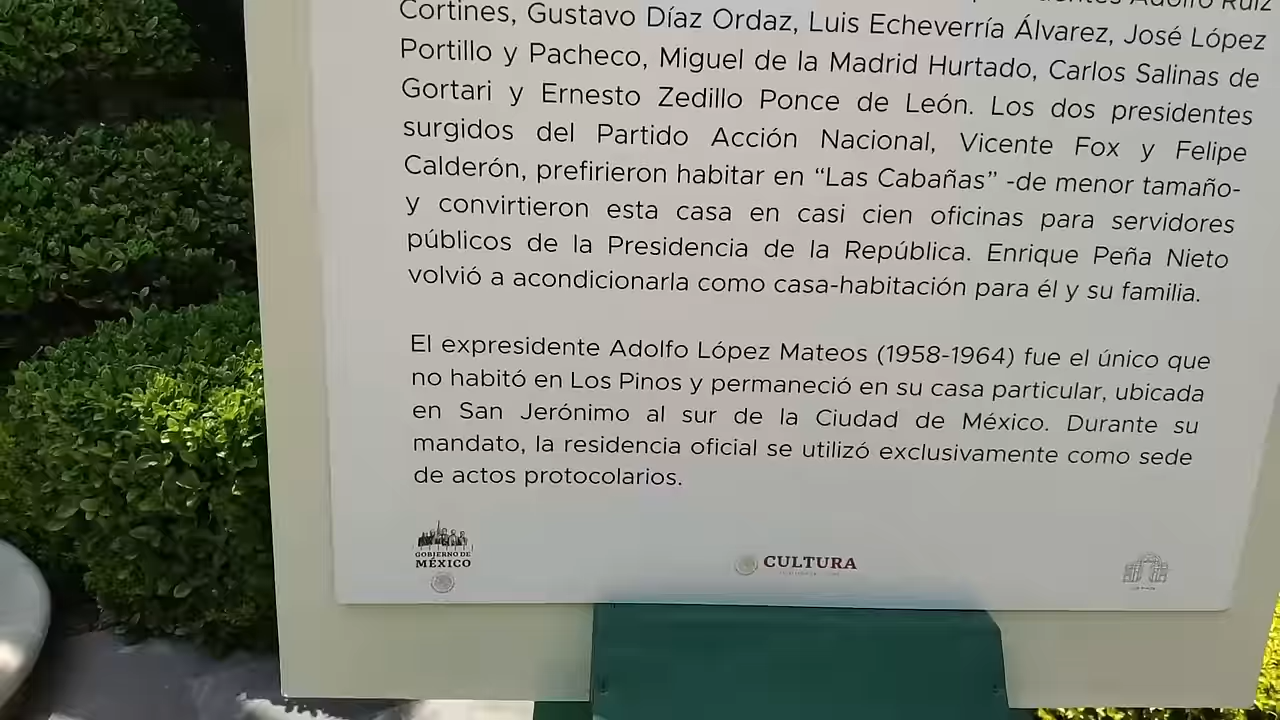 Adolfo Ruiz
Cortines, Gustavo Díaz Ordaz, Luis Echeverría Álvarez, José López
Portillo y Pacheco, Miguel de la Madrid Hurtado, Carlos Salinas de
Gortari y Ernesto Zedillo Ponce de León. Los dos presidentes
surgidos del Partido Acción Nacional, Vicente Fox y Felipe
Calderón, prefirieron habitar en “Las Cabañas” -de menor tamaño-
y convirtieron esta casa en casi cien oficinas para servidores
públicos de la Presidencia de la República. Enrique Peña Nieto
volvió a acondicionarla como casa-habitación para él y su familia.
El expresidente Adolfo López Mateos (1958-1964) fue el único que
no habitó en Los Pinos y permaneció en su casa particular, ubicada
en San Jerónimo al sur de la Ciudad de México. Durante su
mandato, la residencia oficial se utilizó exclusivamente como sede
de actos protocolarios.
GOBIERNO DE
MÉXICO
CULTURA